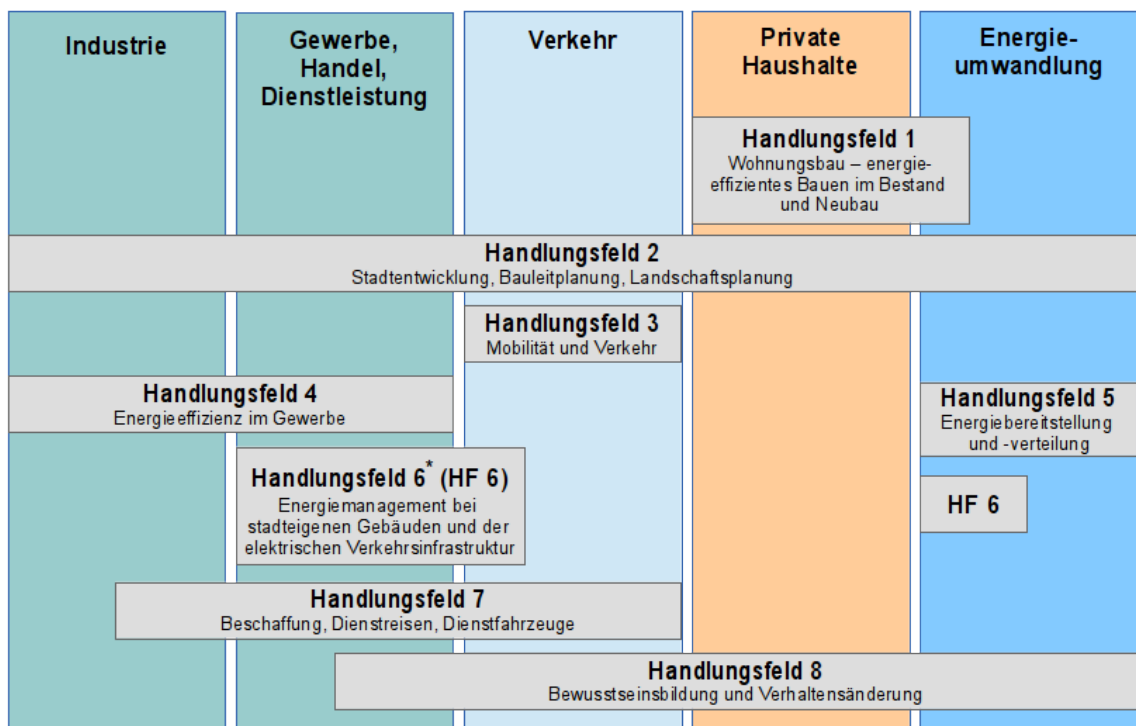 Industrie
Gewerbe,
Handel,
Dienstleistung
Verkehr
Private
Haushalte
Energie-
umwandlung
Handlungsfeld 1
Wohnungsbau – energie-
effizientes Bauen im Bestand
und Neubau
Handlungsfeld 2
Stadtentwicklung, Bauleitplanung, Landschaftsplanung
Handlungsfeld 3
Mobilität und Verkehr
Handlungsfeld 4
Energieeffizienz im Gewerbe
Handlungsfeld 5
Energiebereitstellung
und -verteilung
Handlungsfeld 6* (HF 6)
Energiemanagement bei
stadteigenen Gebäuden und der
elektrischen Verkehrsinfrastruktur
HF 6
Handlungsfeld 7
Beschaffung, Dienstreisen, Dienstfahrzeuge
Handlungsfeld 8
Bewusstseinsbildung und Verhaltensänderung